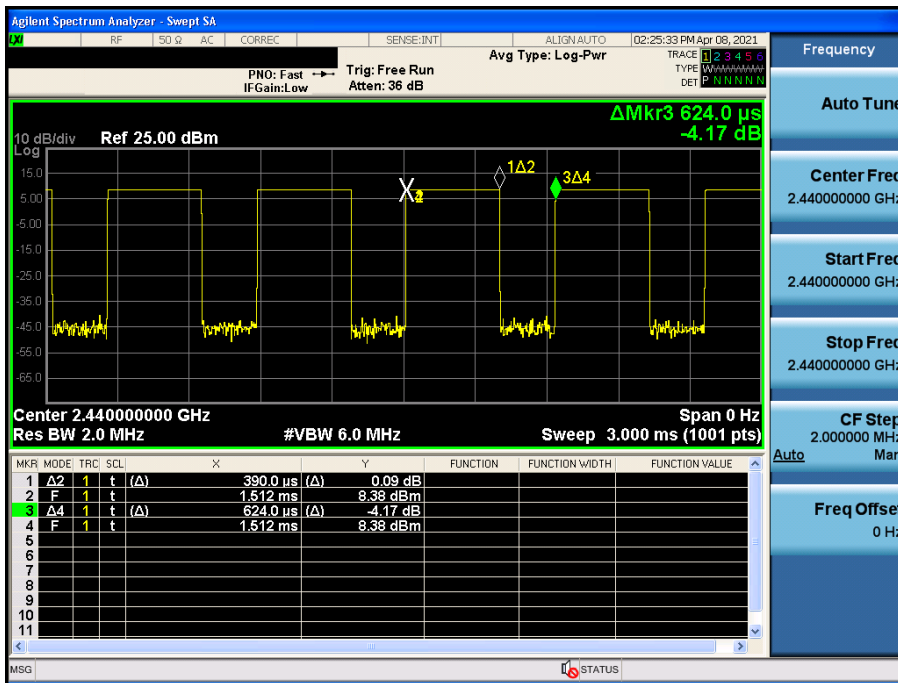 Agilent Spectrum Analyzer - Swept SA
LXI RF 50 Ω AC CORREC SENSE:INT ALIGN AUTO 02:25:33 PM Apr 08, 2021
PNO: Fast
IFGain:Low
Trig: Free Run
Atten: 36 dB
Avg Type: Log-Pwr
TRACE 1 2 3 4 5 6
TYPE W
DET P N N N N N
ΔMkr3 624.0 µs
-4.17 dB
10 dB/div Ref 25.00 dBm
Log
15.0
5.00
-5.00
-15.0
-25.0
-35.0
-45.0
-55.0
-65.0
1Δ2
3Δ4
Center 2.440000000 GHz Span 0 Hz
Res BW 2.0 MHz #VBW 6.0 MHz Sweep 3.000 ms (1001 pts)
MKR MODE TRC SCL X Y FUNCTION FUNCTION WIDTH FUNCTION VALUE
1 Δ2 1 t (Δ) 390.0 µs (Δ) 0.09 dB
2 F 1 t 1.512 ms 8.38 dBm
3 Δ4 1 t (Δ) 624.0 µs (Δ) -4.17 dB
4 F 1 t 1.512 ms 8.38 dBm
5
6
7
8
9
10
11
MSG STATUS
Frequency
Auto Tune
Center Freq
2.440000000 GHz
Start Freq
2.440000000 GHz
Stop Freq
2.440000000 GHz
CF Step
2.000000 MHz
Auto Man
Freq Offset
0 Hz